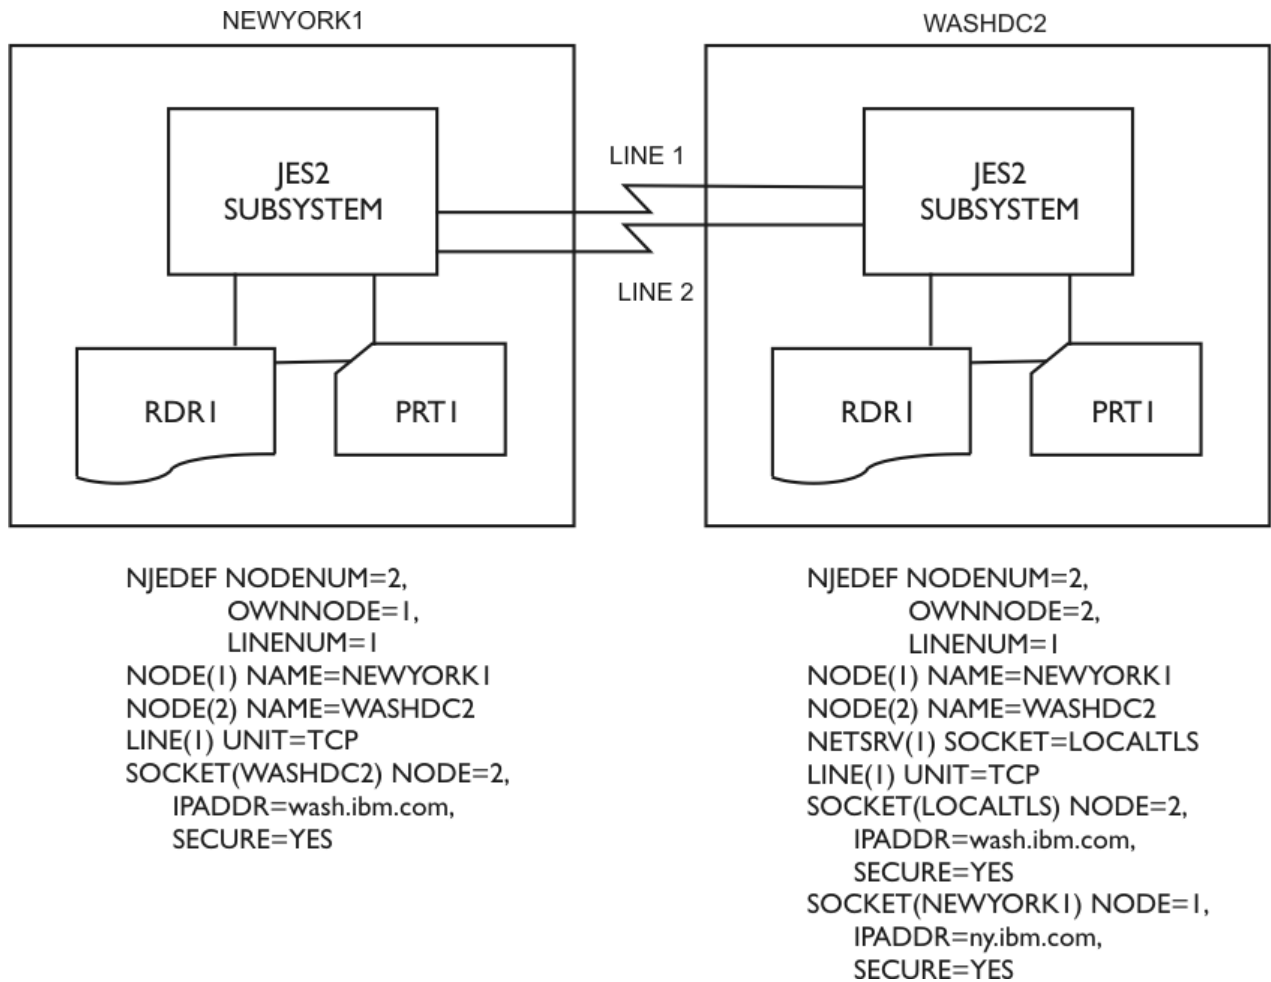 NEWYORK1
WASHDC2
LINE 1
JES2
SUBSYSTEM
JES2
SUBSYSTEM
LINE 2
RDR1
PRT1
RDR1
PRT1
NJEDEF NODENUM=2,
OWNNODE=1,
LINENUM=1
NODE(1) NAME=NEWYORK1
NODE(2) NAME=WASHDC2
LINE(1) UNIT=TCP
SOCKET(WASHDC2) NODE=2,
IPADDR=wash.ibm.com,
SECURE=YES
NJEDEF NODENUM=2,
OWNNODE=2,
LINENUM=1
NODE(1) NAME=NEWYORK1
NODE(2) NAME=WASHDC2
NETSRV(1) SOCKET=LOCALTLS
LINE(1) UNIT=TCP
SOCKET(LOCALTLS) NODE=2,
IPADDR=wash.ibm.com,
SECURE=YES
SOCKET(NEWYORK1) NODE=1,
IPADDR=ny.ibm.com,
SECURE=YES